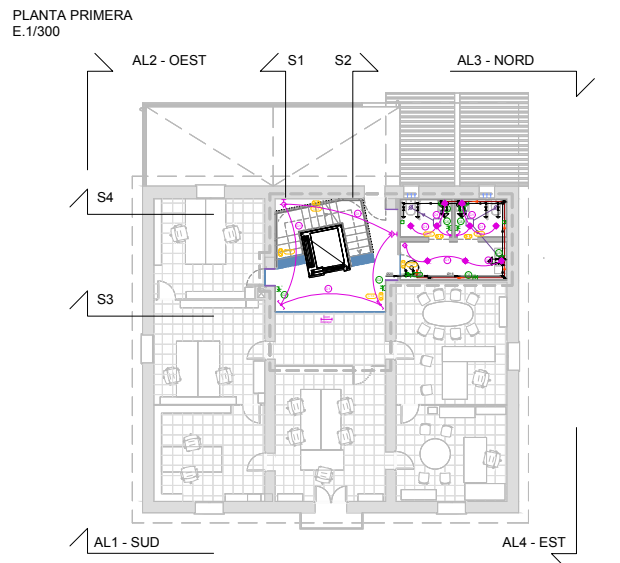 PLANTA PRIMERA
E.1/300
AL2 - OEST
S1
S2
AL3 - NORD
S4
S3
AL1 - SUD
AL4 - EST